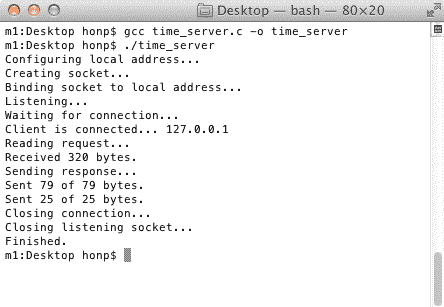 Desktop — bash — 80×20
m1:Desktop honp$ gcc time_server.c -o time_server
m1:Desktop honp$ ./time_server
Configuring local address...
Creating socket...
Binding socket to local address...
Listening...
Waiting for connection...
Client is connected... 127.0.0.1
Reading request...
Received 320 bytes.
Sending response...
Sent 79 of 79 bytes.
Sent 25 of 25 bytes.
Closing connection...
Closing listening socket...
Finished.
m1:Desktop honp$